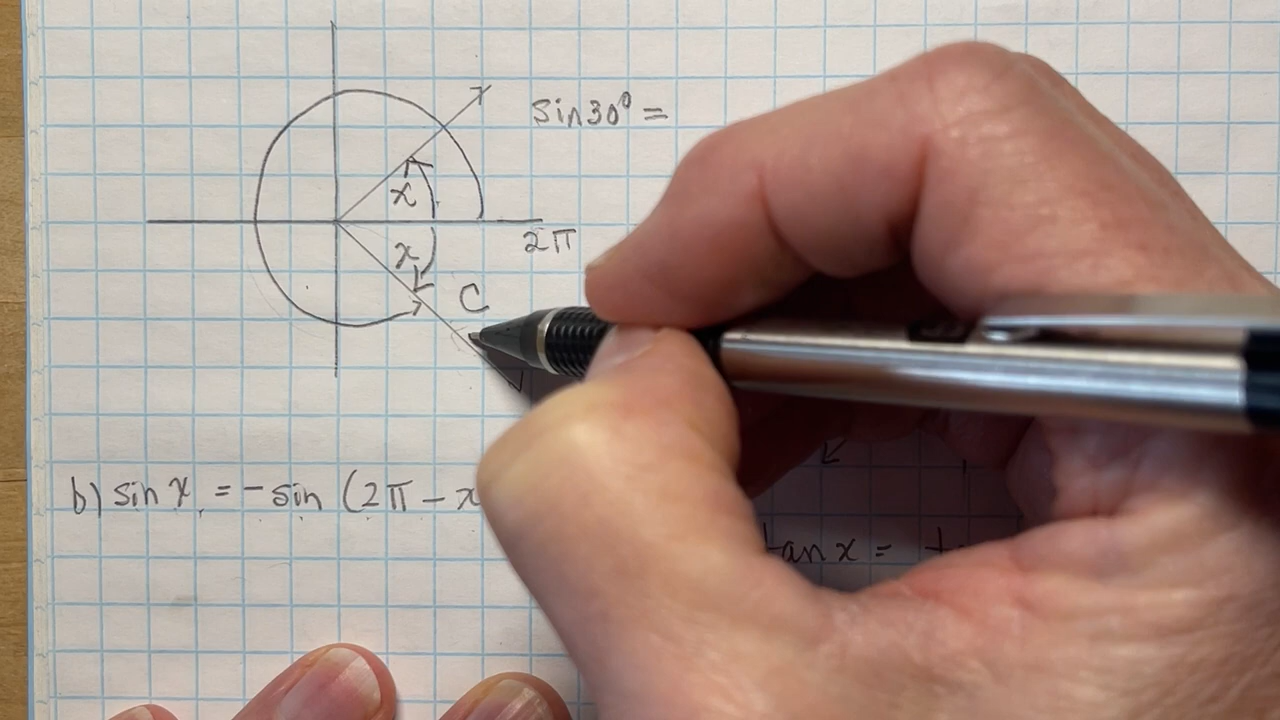 sin30° =
x
2π
x
C
b) sin x = -sin (2π - x
tan x =